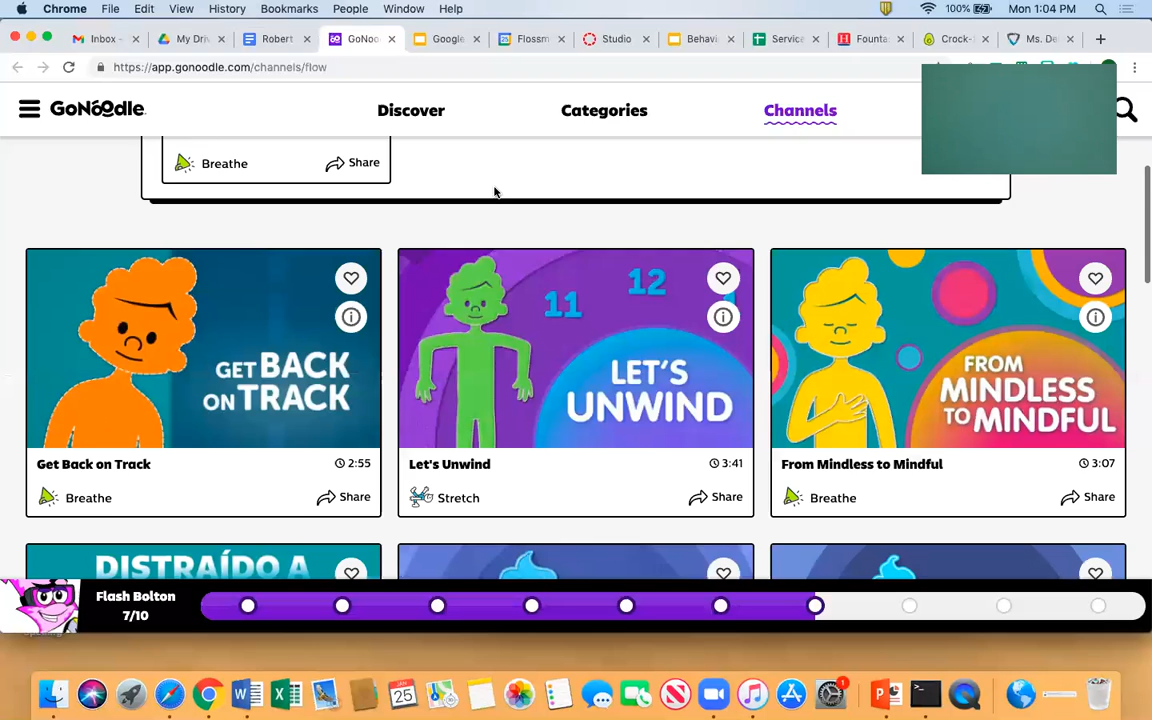 Chrome File Edit View History Bookmarks People Window Help 100% Mon 1:04 PM
Inbox - My Driv Robert GoNoo Google Flossm Studio Behavi Service Founta Crock- Ms. De
https://app.gonoodle.com/channels/flow
GoNoodle Discover Categories Channels
Breathe Share
GET BACK
ON TRACK
11 12 1
LET'S
UNWIND
FROM
MINDLESS
TO MINDFUL
Get Back on Track 2:55
Breathe Share
Let's Unwind 3:41
Stretch Share
From Mindless to Mindful 3:07
Breathe Share
DISTRAÍDO A
Flash Bolton
7/10
JAN
25
1